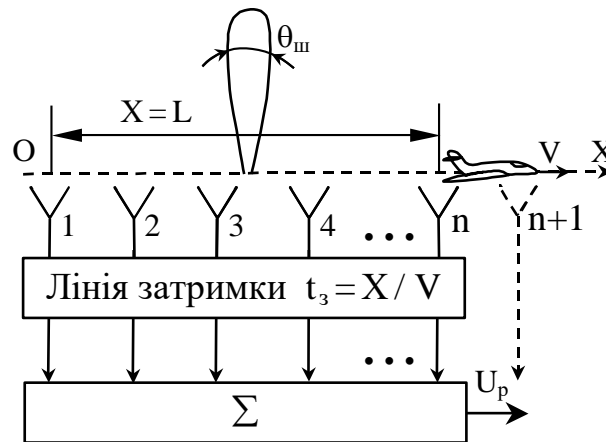 θш
X = L
O
V
X
1
2
3
4
...
n
n+1
Лінія затримки tз = X / V
...
Uр
Σ